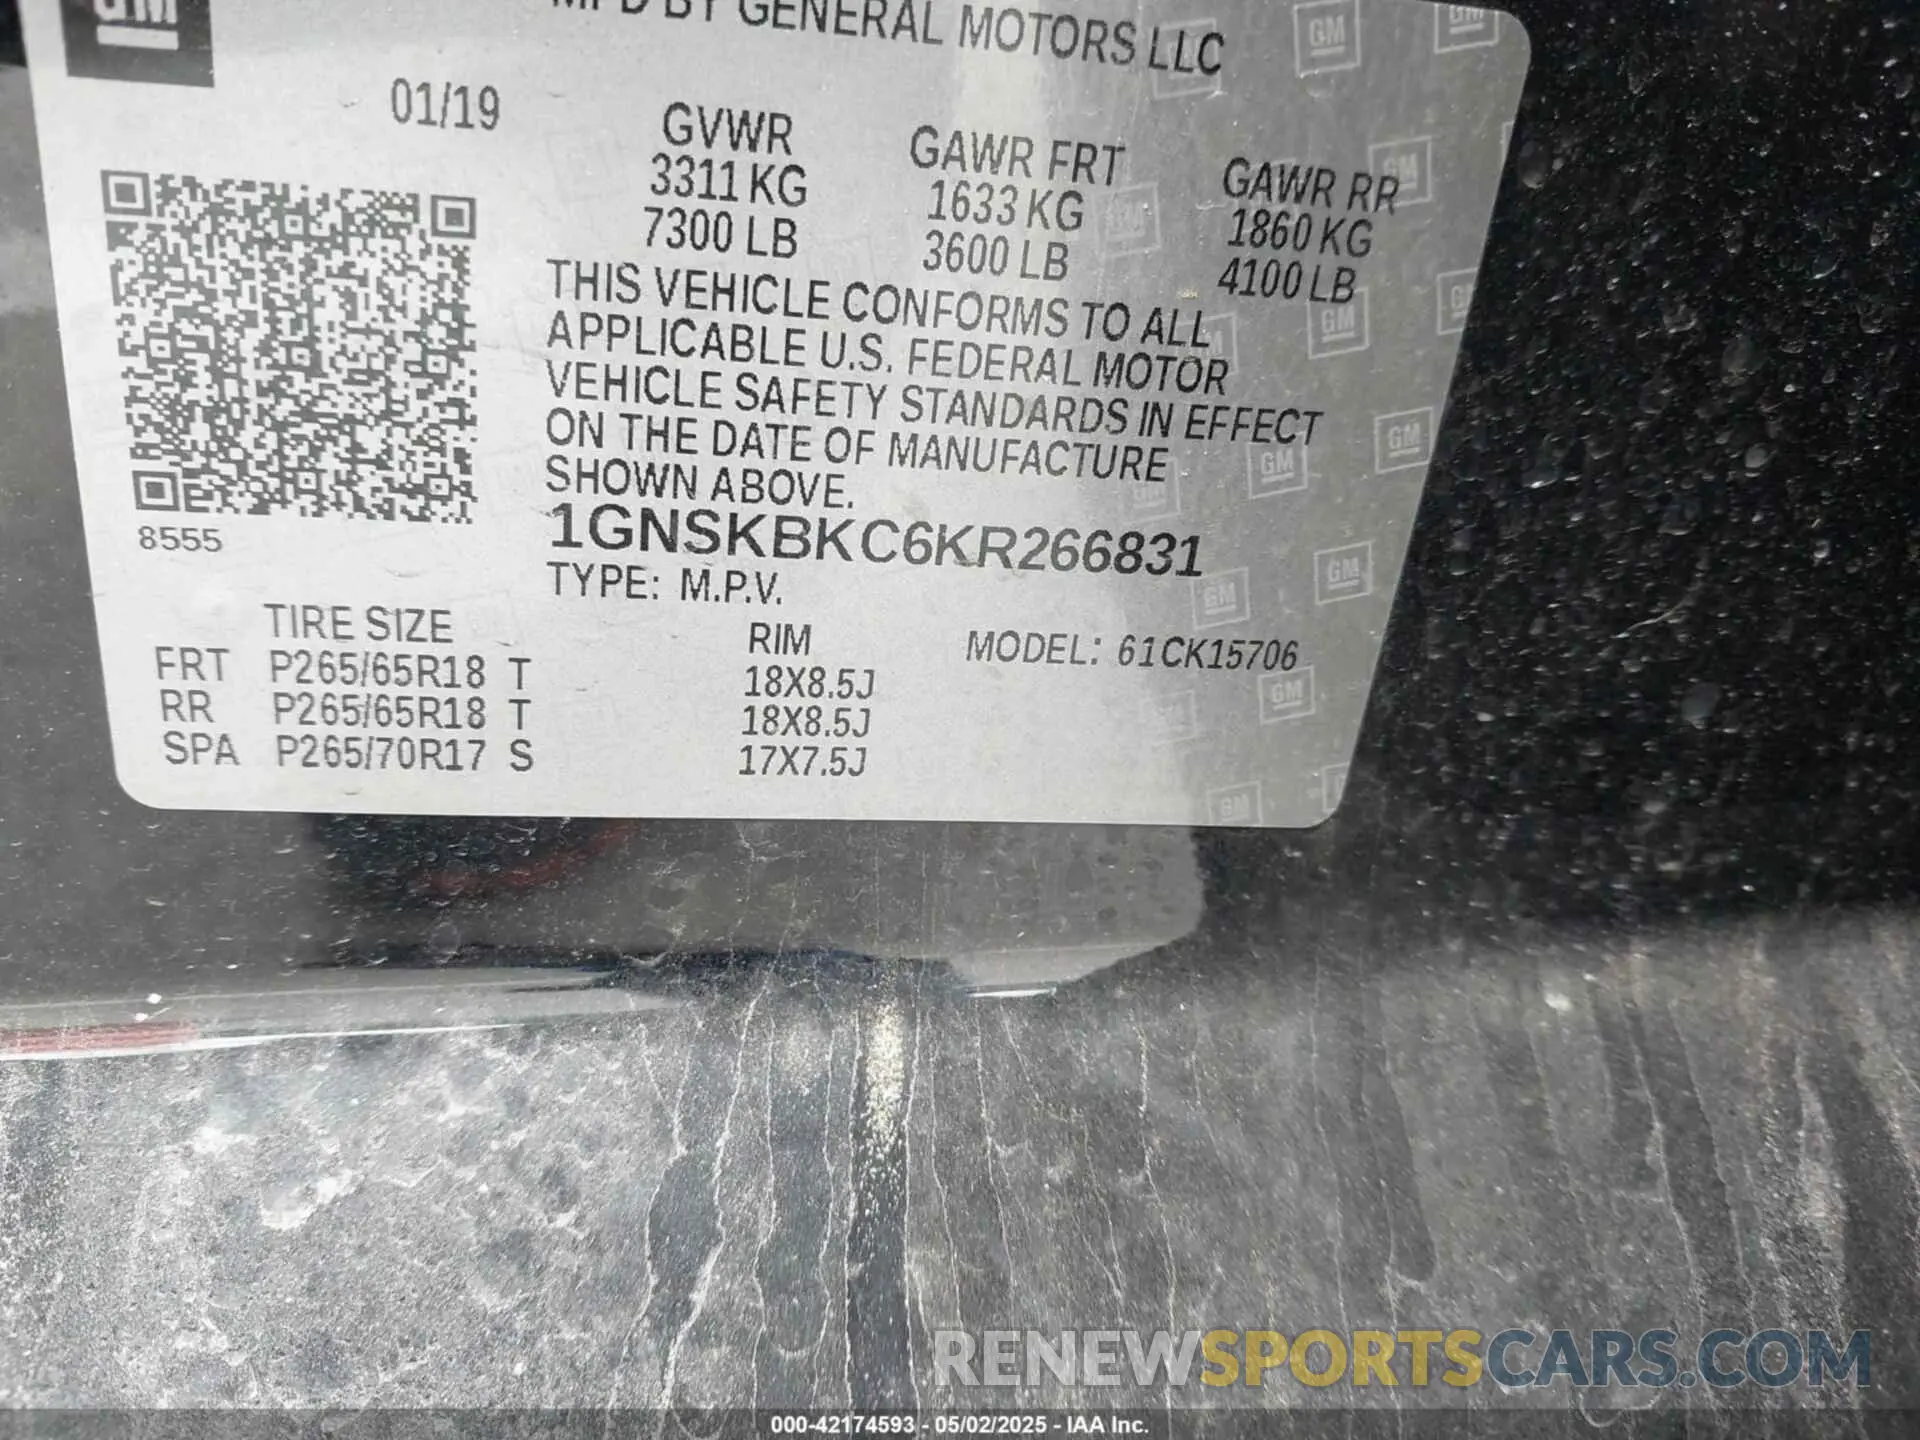 GM
MFD BY GENERAL MOTORS LLC
01/19
GVWR
3311 KG
7300 LB
GAWR FRT
1633 KG
3600 LB
GAWR RR
1860 KG
4100 LB
THIS VEHICLE CONFORMS TO ALL
APPLICABLE U.S. FEDERAL MOTOR
VEHICLE SAFETY STANDARDS IN EFFECT
ON THE DATE OF MANUFACTURE
SHOWN ABOVE.
8555
1GNSKBKC6KR266831
TYPE: M.P.V.
TIRE SIZE
RIM
MODEL: 61CK15706
FRT P265/65R18 T 18X8.5J
RR P265/65R18 T 18X8.5J
SPA P265/70R17 S 17X7.5J
RENEWSPORTSCARS.COM
000-42174593 - 05/02/2025 - IAA Inc.